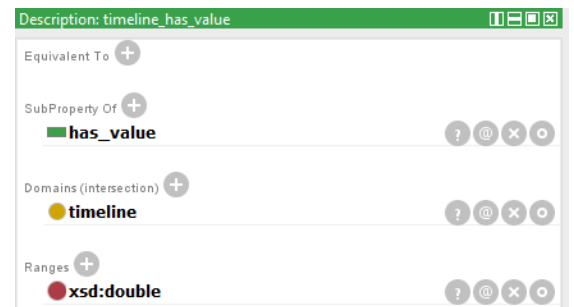 Description: timeline_has_value
Equivalent To
SubProperty Of
has_value
Domains (intersection)
timeline
Ranges
xsd:double